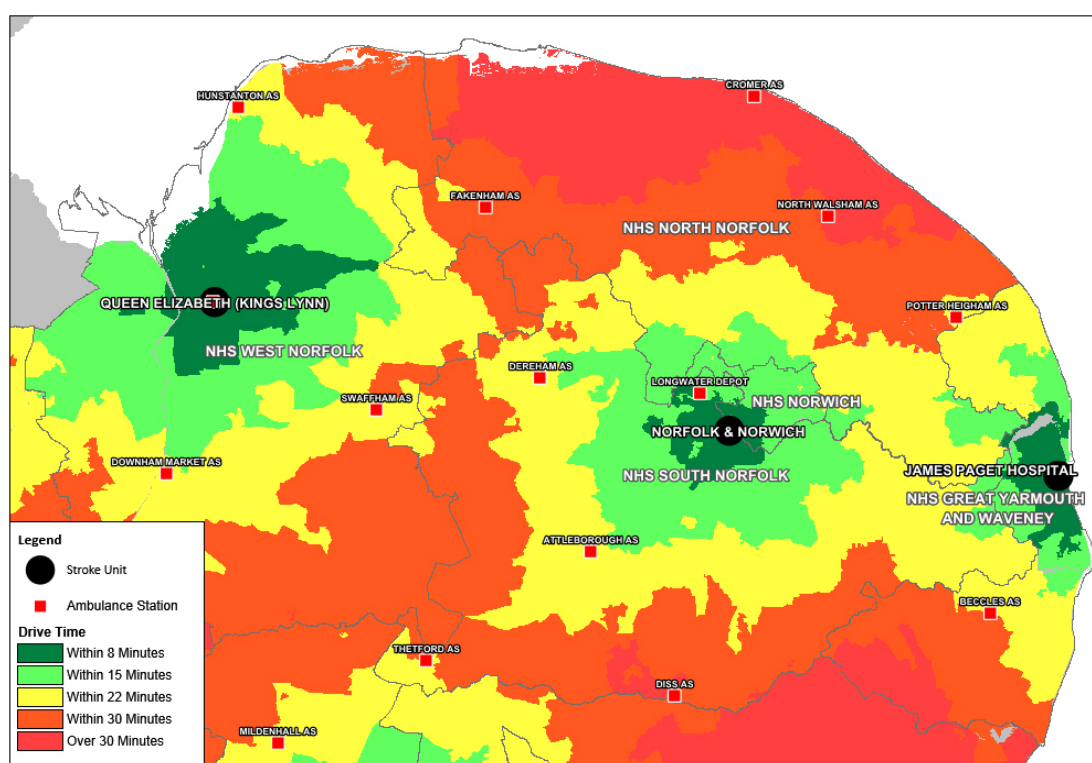 HUNSTANTON AS
CROMER AS
FAKENHAM AS
NORTH WALSHAM AS
NHS NORTH NORFOLK
QUEEN ELIZABETH (KINGS LYNN)
POTTER HEIGHAM AS
NHS WEST NORFOLK
DEREHAM AS
LONGWATER DEPOT
SWAFFHAM AS
NHS NORWICH
NORFOLK & NORWICH
DOWNHAM MARKET AS
NHS SOUTH NORFOLK
JAMES PAGET HOSPITAL
NHS GREAT YARMOUTH
AND WAVENEY
ATTLEBOROUGH AS
BECCLES AS
THETFORD AS
DISS AS
MILDENHALL AS
Legend
Stroke Unit
Ambulance Station
Drive Time
Within 8 Minutes
Within 15 Minutes
Within 22 Minutes
Within 30 Minutes
Over 30 Minutes